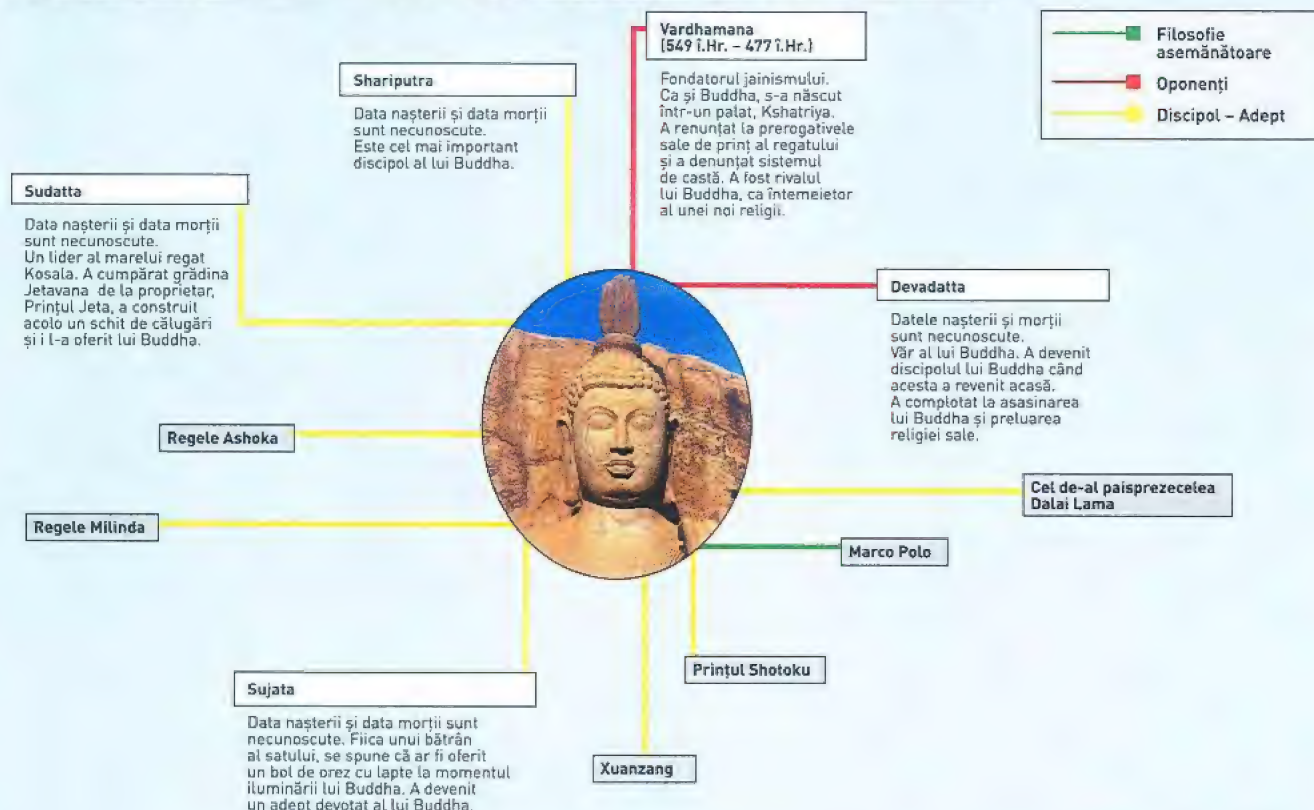 Vardhamana
(549 î.Hr. – 477 î.Hr.)
Fondatorul jainismului.
Ca și Buddha, s-a născut
într-un palat, Kshatriya.
A renunțat la prerogativele
sale de prinț al regatului
și a denunțat sistemul
de castă. A fost rivalul
lui Buddha, ca întemeietor
al unei noi religii.
Filosofie
asemănătoare
Oponenți
Discipol – Adept
Shariputra
Data nașterii și data morții
sunt necunoscute.
Este cel mai important
discipol al lui Buddha.
Sudatta
Data nașterii și data morții
sunt necunoscute.
Un lider al marelui regat
Kosala. A cumpărat grădina
Jetavana de la proprietar,
Prințul Jeta, a construit
acolo un schit de călugări
și i l-a oferit lui Buddha.
Devadatta
Datele nașterii și morții
sunt necunoscute.
Văr al lui Buddha. A devenit
discipolul lui Buddha când
acesta a revenit acasă.
A complotat la asasinarea
lui Buddha și preluarea
religiei sale.
Regele Ashoka
Cel de-al paisprezecelea
Dalai Lama
Regele Milinda
Marco Polo
Prințul Shotoku
Sujata
Data nașterii și data morții sunt
necunoscute. Fiica unui bătrân
al satului, se spune că ar fi oferit
un bol de orez cu lapte la momentul
iluminării lui Buddha. A devenit
un adept devotat al lui Buddha.
Xuanzang